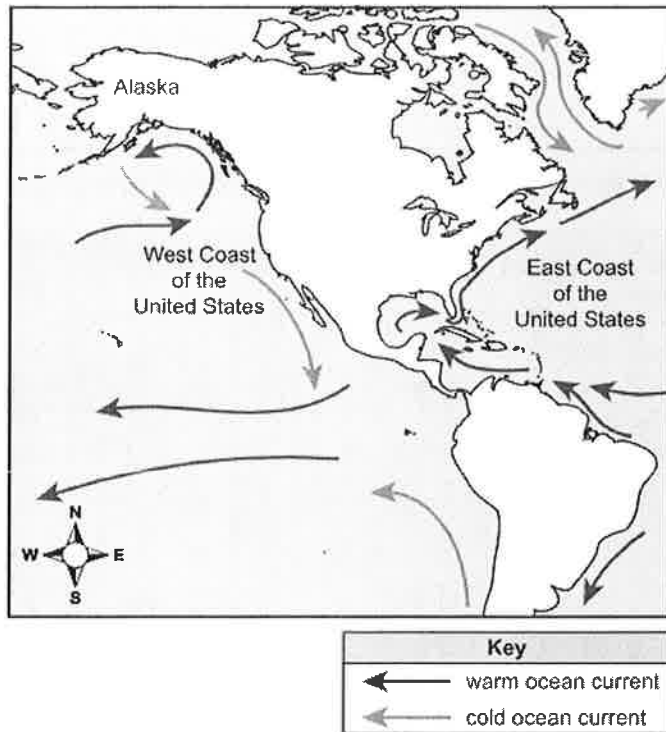 Alaska
West Coast
of the
United States
East Coast
of the
United States
N
W E
S
Key
warm ocean current
cold ocean current